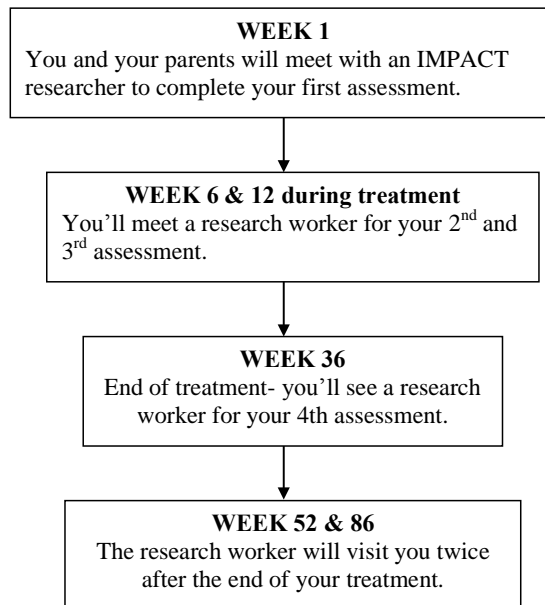 WEEK 1
You and your parents will meet with an IMPACT
researcher to complete your first assessment.
WEEK 6 & 12 during treatment
You’ll meet a research worker for your 2nd and
3rd assessment.
WEEK 36
End of treatment- you’ll see a research
worker for your 4th assessment.
WEEK 52 & 86
The research worker will visit you twice
after the end of your treatment.